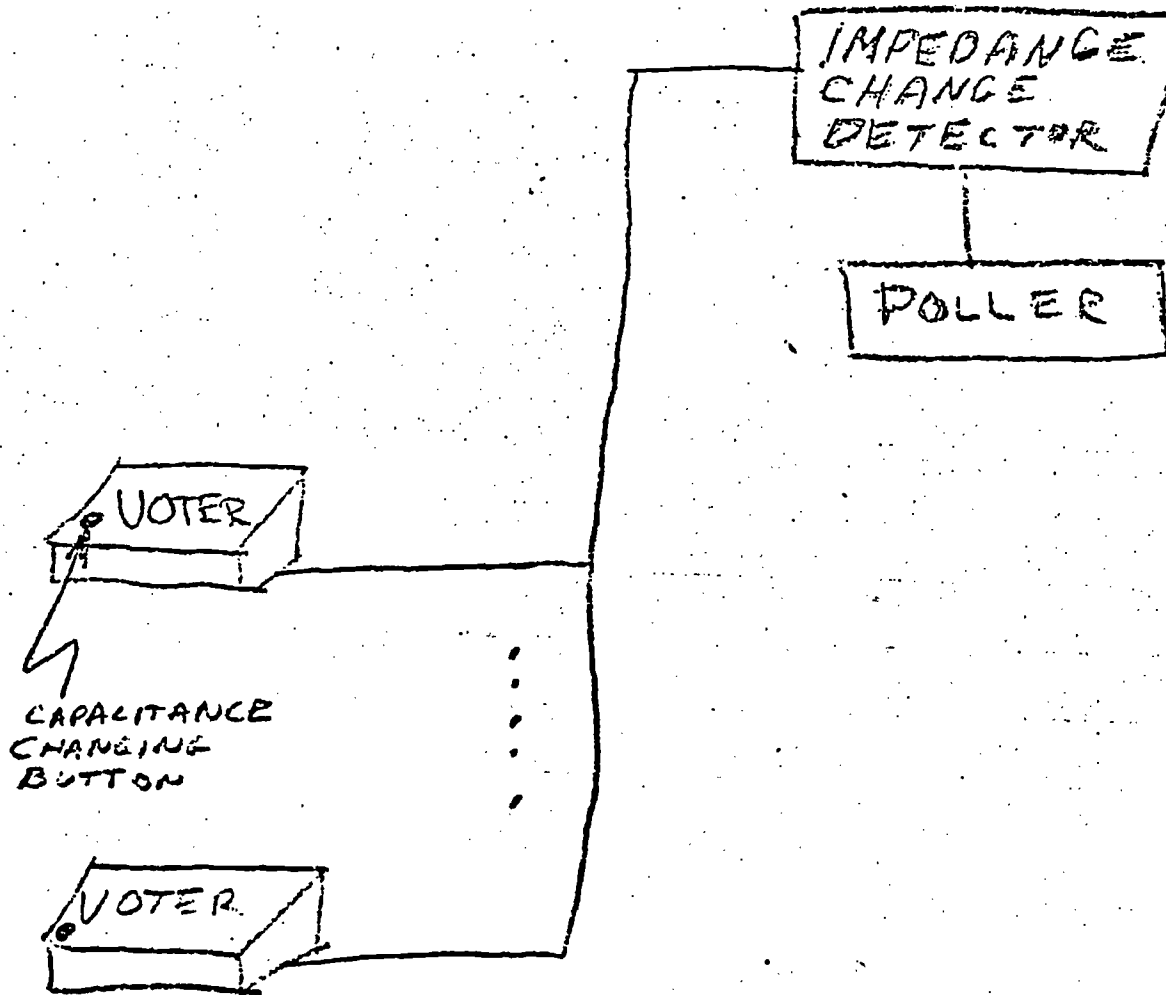 IMPEDANCE
CHANGE
DETECTOR
POLLER
VOTER
CAPACITANCE
CHANGING
BUTTON
VOTER